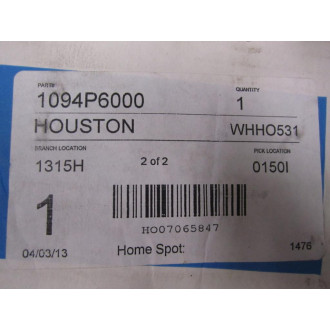 PART# QUANTITY
1094P6000 1
HOUSTON WHHO531
BRANCH LOCATION PICK LOCATION
1315H 2 of 2 0150I
1
HO07065847
04/03/13 Home Spot: 1476